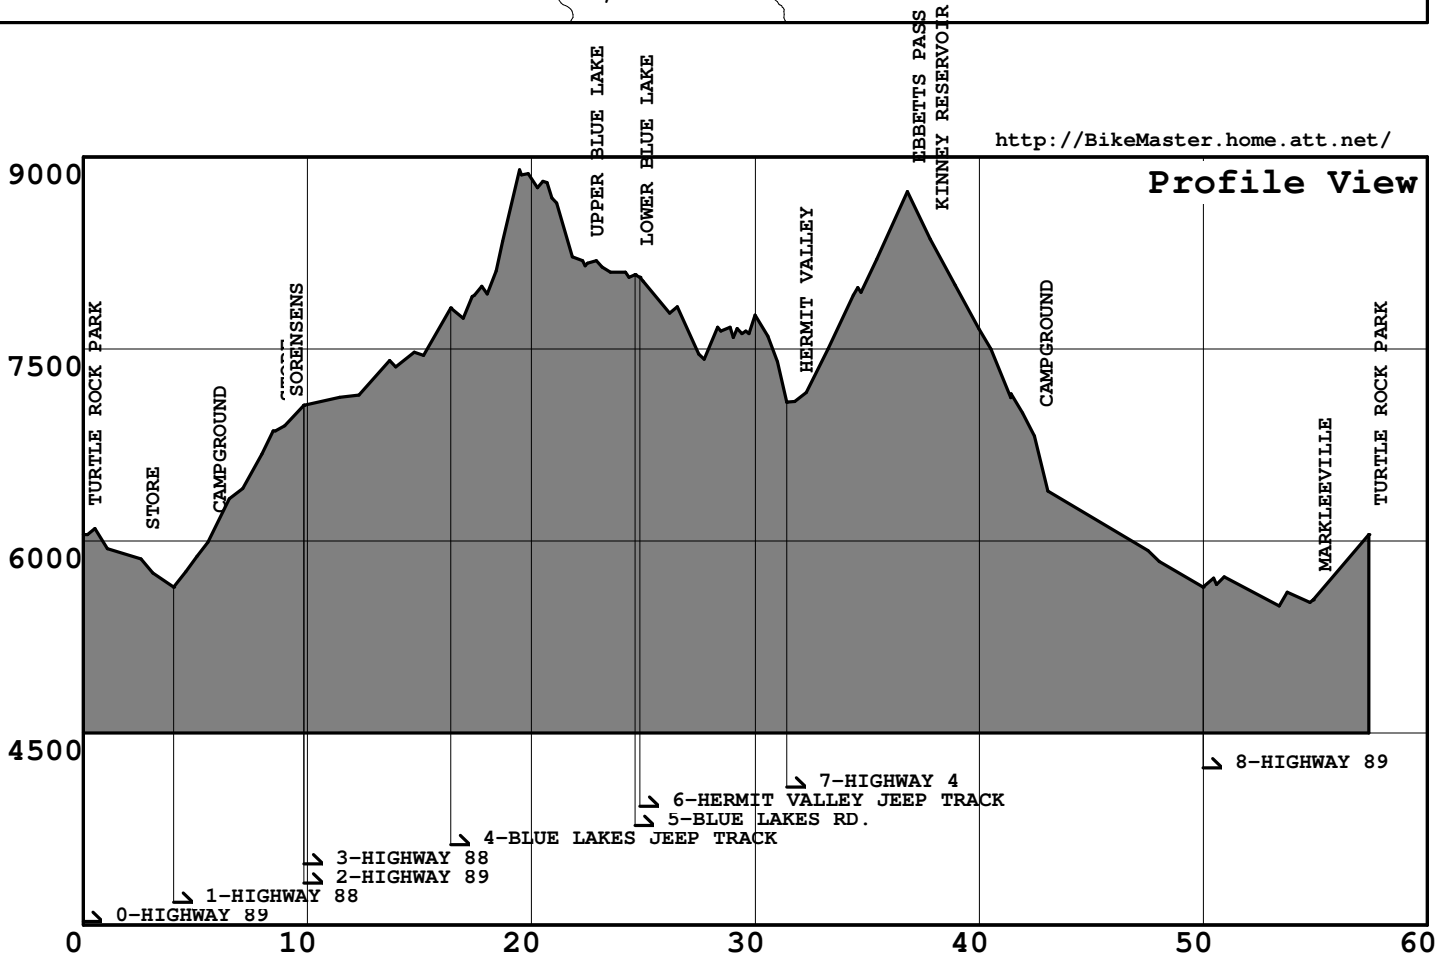 EBBETTS PASS
KINNEY RESERVOIR
UPPER BLUE LAKE
LOWER BLUE LAKE
http://BikeMaster.home.att.net/
9000
Profile View
HERMIT VALLEY
7500
TURTLE ROCK PARK
SORENSENS
CAMPGROUND
TURTLE ROCK PARK
CAMPGROUND
STORE
MARKLEEVILLE
6000
4500
8-HIGHWAY 89
7-HIGHWAY 4
6-HERMIT VALLEY JEEP TRACK
5-BLUE LAKES RD.
4-BLUE LAKES JEEP TRACK
3-HIGHWAY 88
2-HIGHWAY 89
1-HIGHWAY 88
0-HIGHWAY 89
0 10 20 30 40 50 60